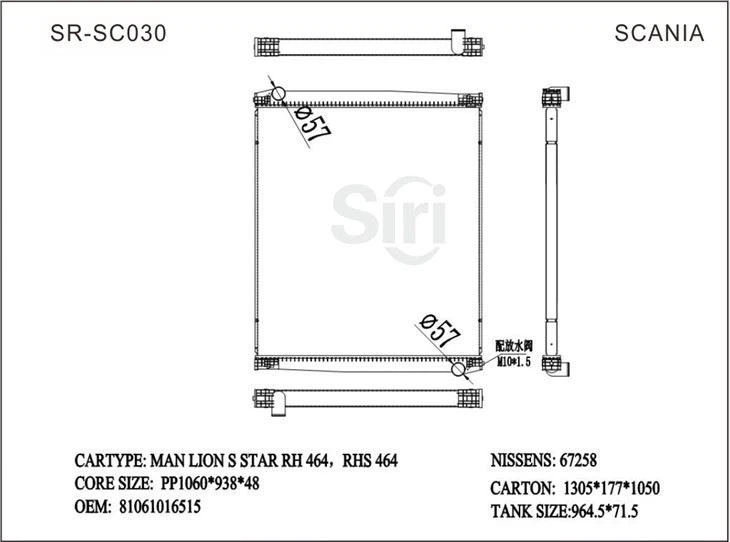 SR-SC030
SCANIA
ø57
Siri
ø57
配放水阀
M10*1.5
CARTYPE: MAN LION S STAR RH 464, RHS 464
NISSENS: 67258
CORE SIZE: PP1060*938*48
CARTON: 1305*177*1050
OEM: 81061016515
TANK SIZE:964.5*71.5